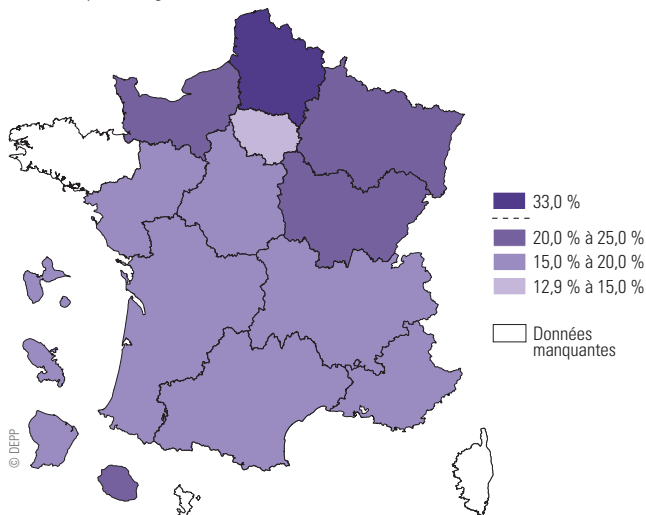 33,0 %
20,0 % à 25,0 %
15,0 % à 20,0 %
12,9 % à 15,0 %
Données
manquantes
© DEPP